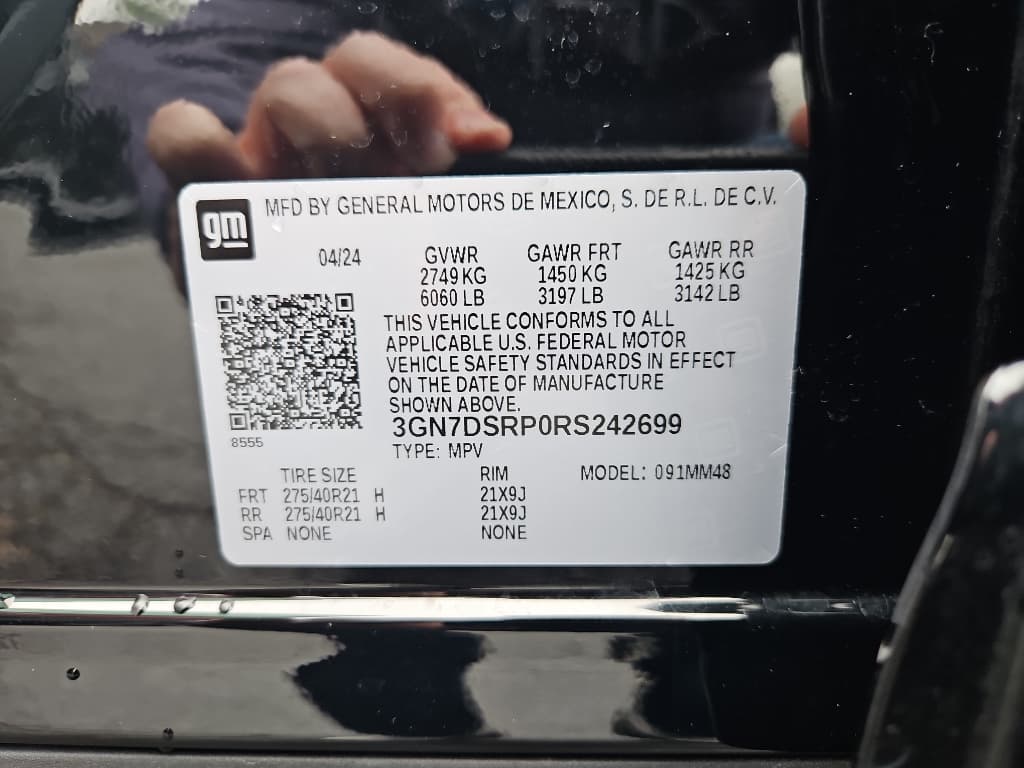 gm
MFD BY GENERAL MOTORS DE MEXICO, S. DE R.L. DE C.V.
04/24 GVWR GAWR FRT GAWR RR
2749 KG 1450 KG 1425 KG
6060 LB 3197 LB 3142 LB
THIS VEHICLE CONFORMS TO ALL
APPLICABLE U.S. FEDERAL MOTOR
VEHICLE SAFETY STANDARDS IN EFFECT
ON THE DATE OF MANUFACTURE
SHOWN ABOVE.
3GN7DSRP0RS242699
8555
TYPE: MPV
TIRE SIZE RIM MODEL: 091MM48
FRT 275/40R21 H 21X9J
RR 275/40R21 H 21X9J
SPA NONE NONE